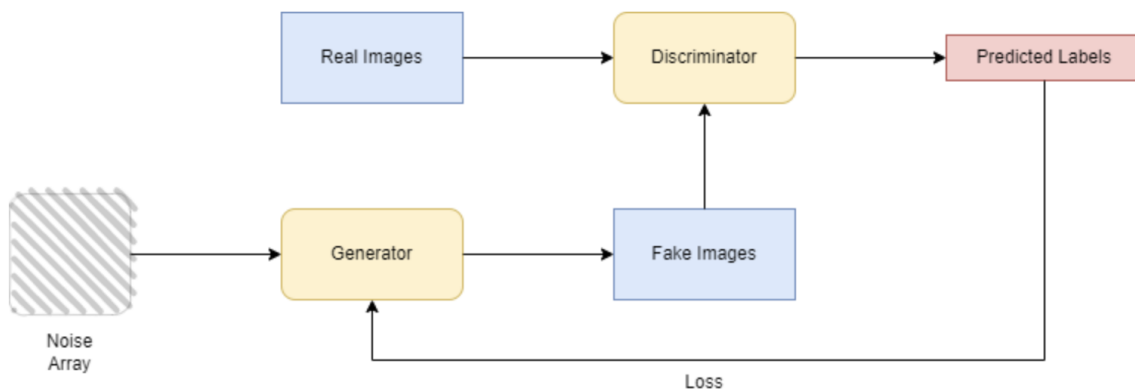 Real Images
Discriminator
Predicted Labels
Generator
Fake Images
Noise
Array
Loss